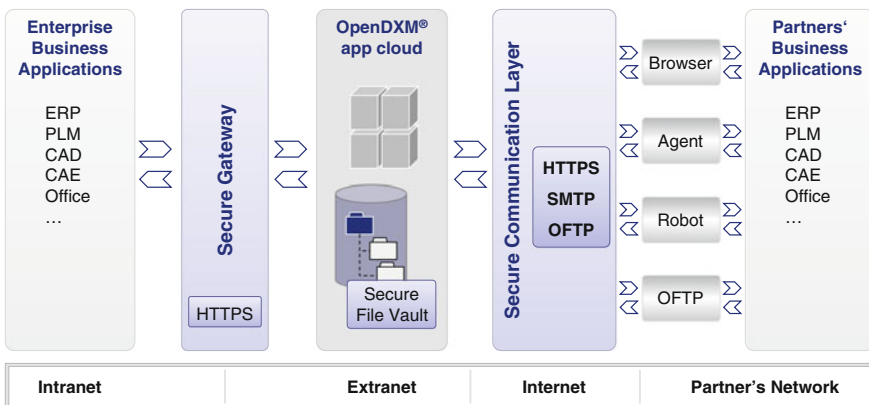 Enterprise
Business
Applications
ERP
PLM
CAD
CAE
Office
…
Secure Gateway
HTTPS
OpenDXM®
app cloud
Secure
File Vault
Secure Communication Layer
HTTPS
SMTP
OFTP
Browser
Agent
Robot
OFTP
Partners‘
Business
Applications
ERP
PLM
CAD
CAE
Office
…
Intranet
Extranet
Internet
Partner's Network